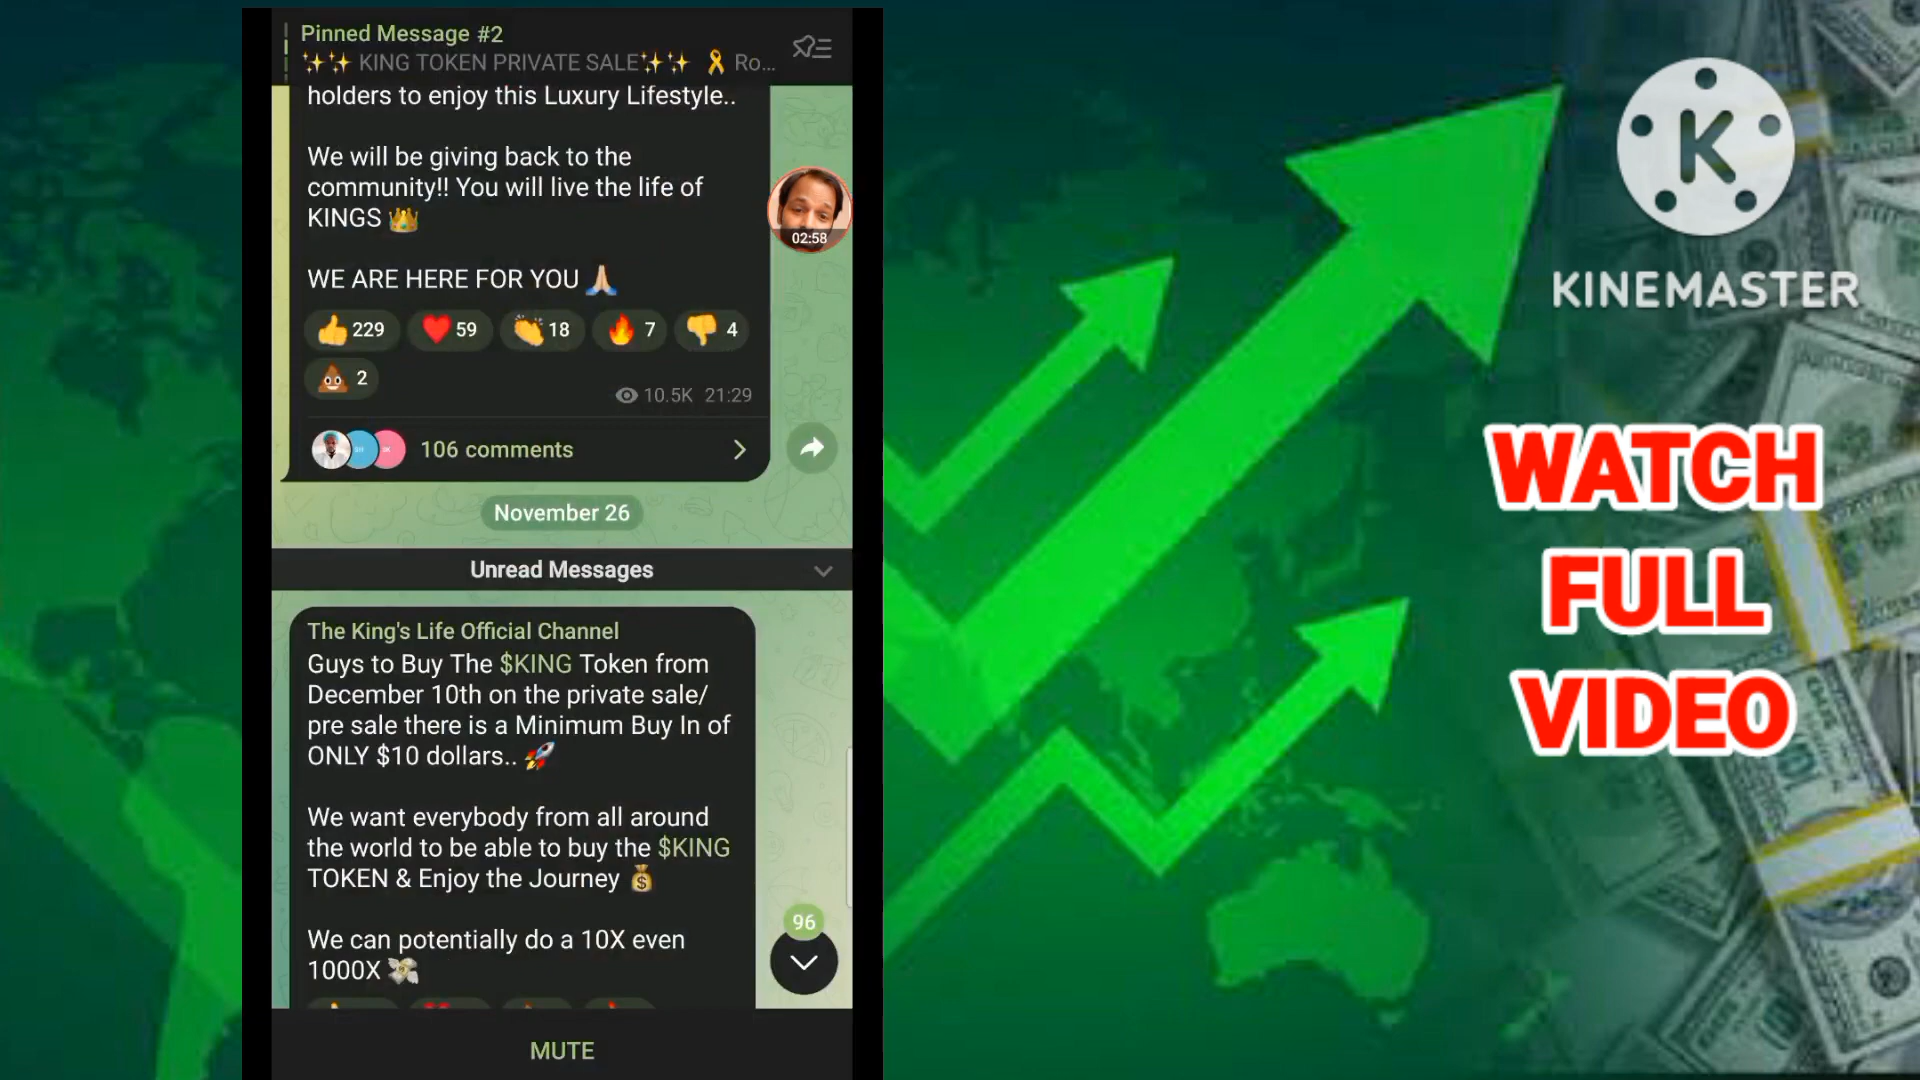 Pinned Message #2
✨✨ KING TOKEN PRIVATE SALE✨✨ 🎗 Ro...
holders to enjoy this Luxury Lifestyle..
We will be giving back to the
community!! You will live the life of
KINGS 👑
WE ARE HERE FOR YOU 🙏🏻
👍 229 ❤️ 59 👏 18 🔥 7 👎 4
💩 2
10.5K 21:29
106 comments
02:58
November 26
Unread Messages
The King's Life Official Channel
Guys to Buy The $KING Token from
December 10th on the private sale/
pre sale there is a Minimum Buy In of
ONLY $10 dollars.. 🚀
We want everybody from all around
the world to be able to buy the $KING
TOKEN & Enjoy the Journey 💰
We can potentially do a 10X even
1000X 💸
96
MUTE
K
KINEMASTER
WATCH
FULL
VIDEO